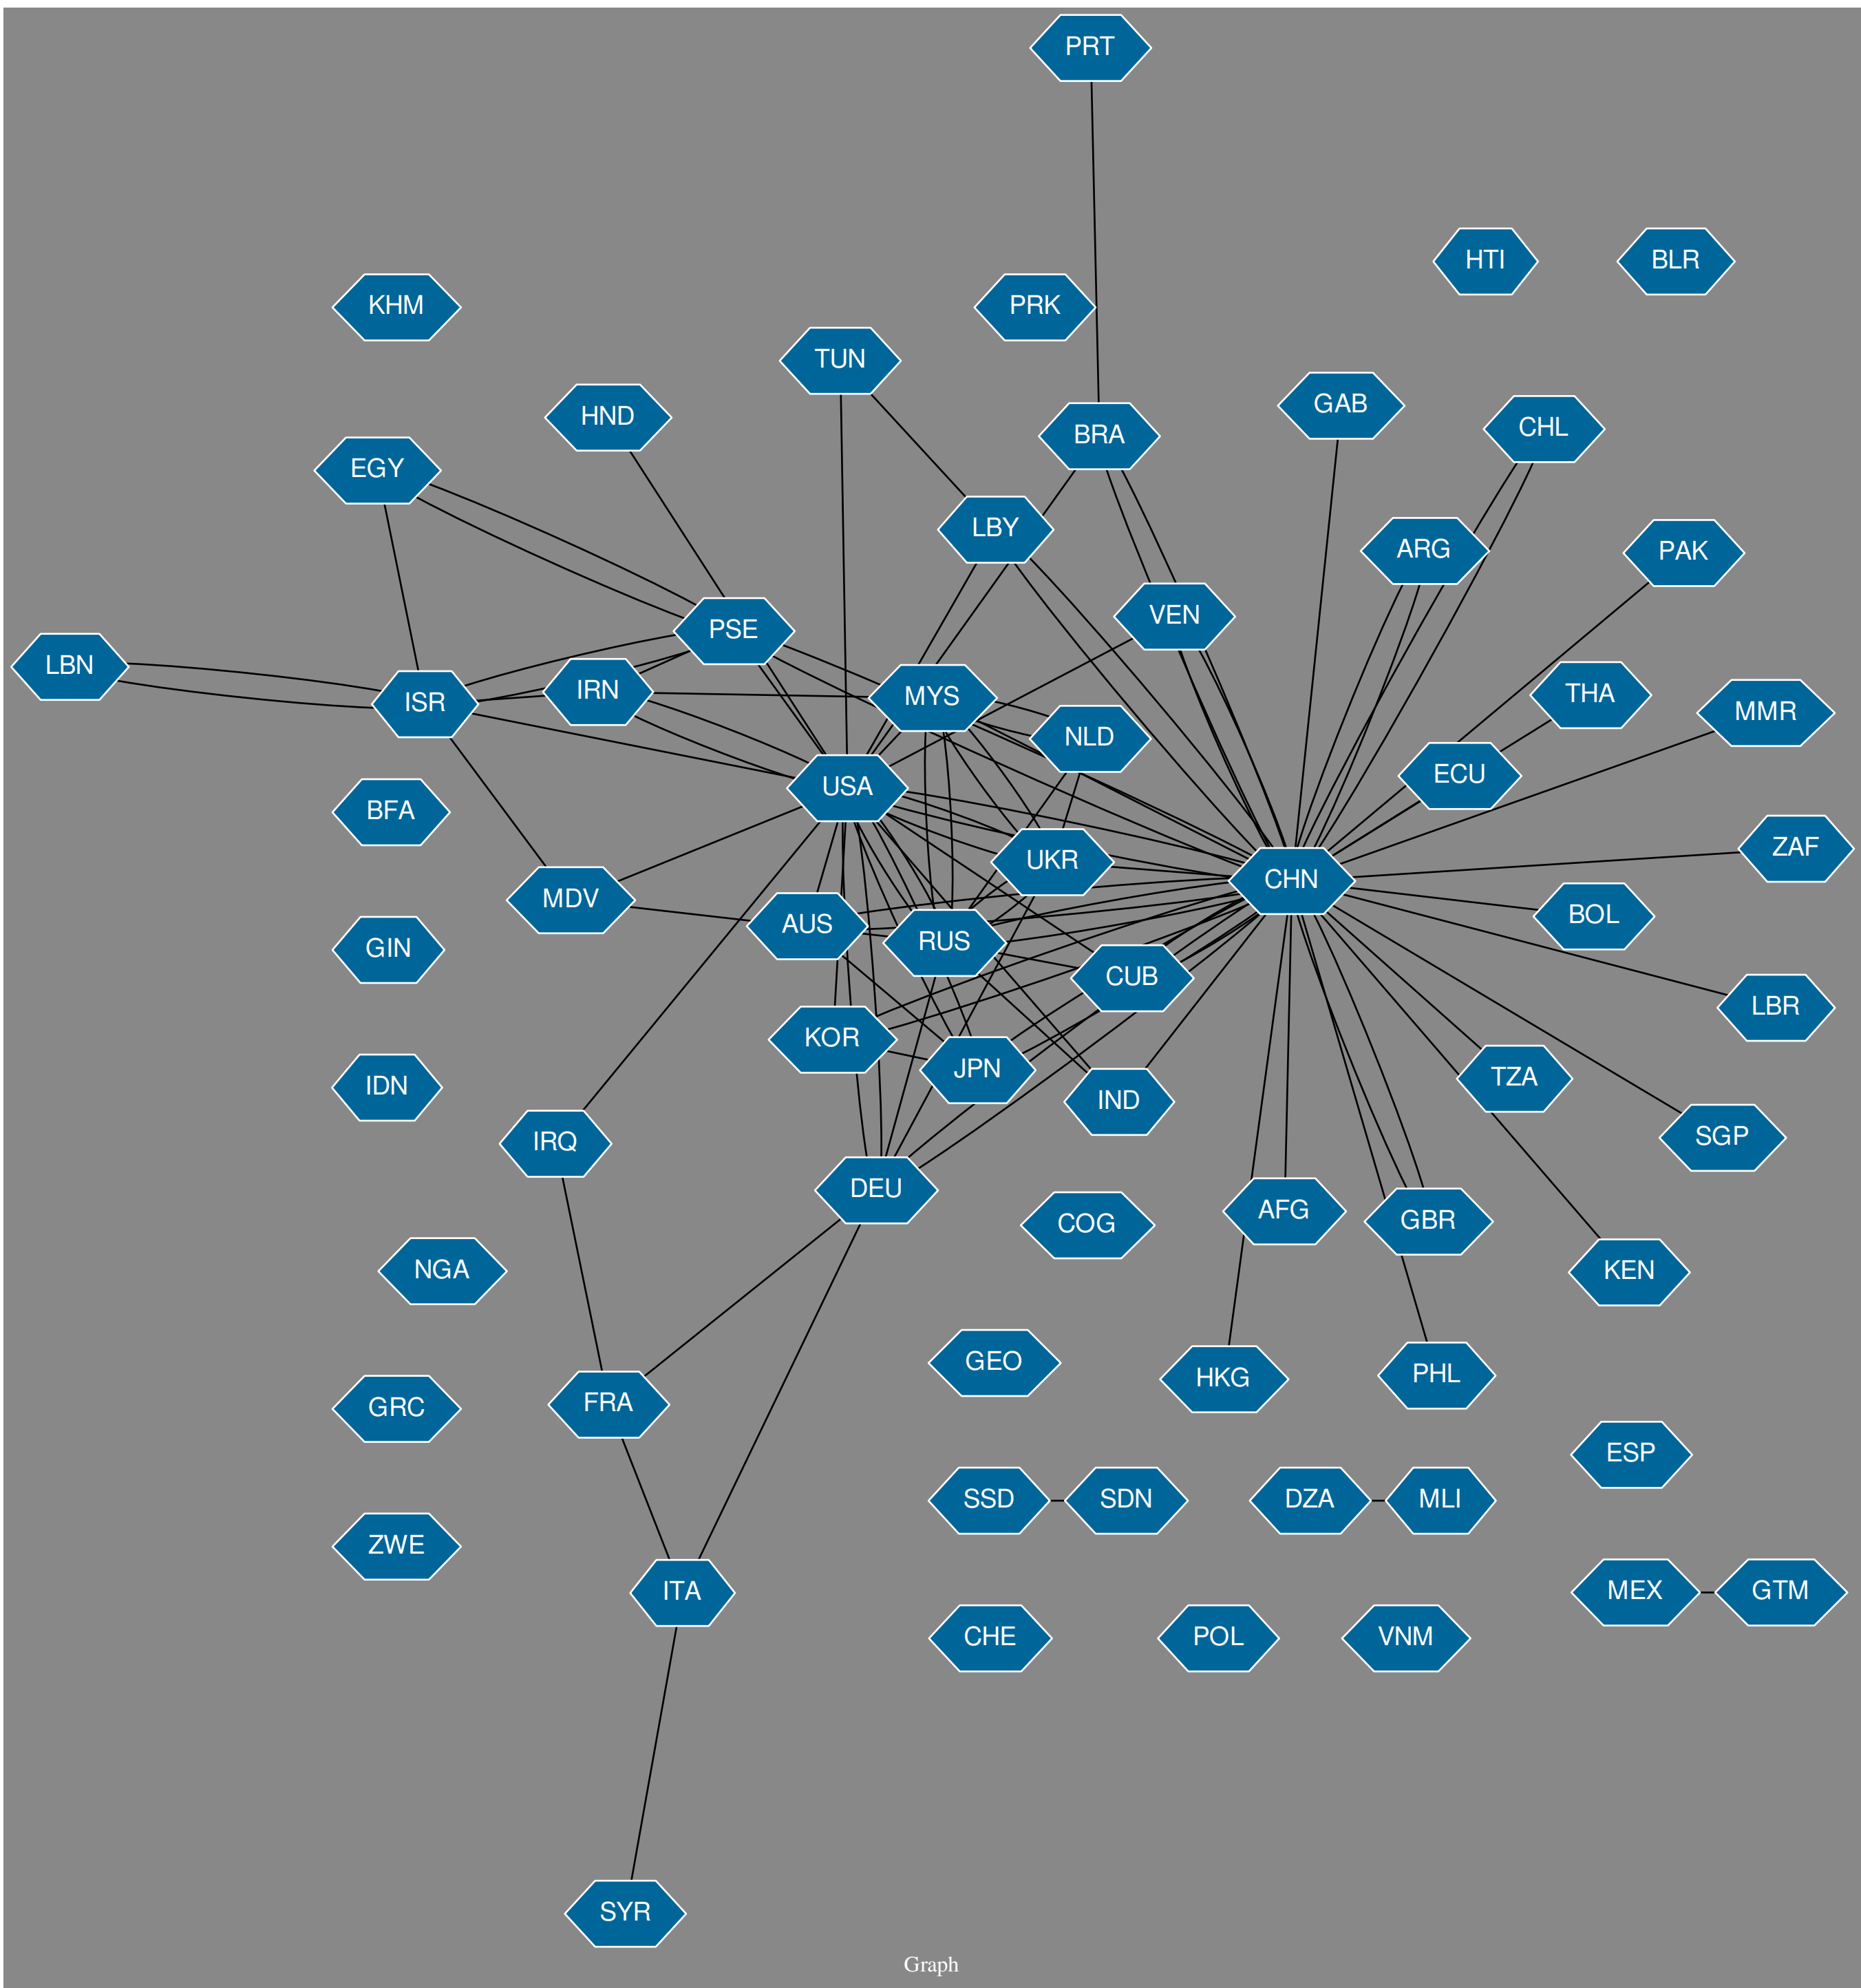 PRT
HTI
BLR
KHM
PRK
TUN
GAB
HND
CHL
BRA
EGY
LBY
ARG
PAK
VEN
PSE
LBN
IRN
THA
ISR
MYS
MMR
NLD
ECU
USA
BFA
ZAF
UKR
CHN
MDV
BOL
AUS
RUS
GIN
CUB
LBR
KOR
JPN
TZA
IDN
IND
SGP
IRQ
DEU
AFG
GBR
COG
NGA
KEN
GEO
PHL
HKG
FRA
GRC
ESP
SSD
SDN
DZA
MLI
ZWE
ITA
MEX
GTM
CHE
POL
VNM
SYR
Graph